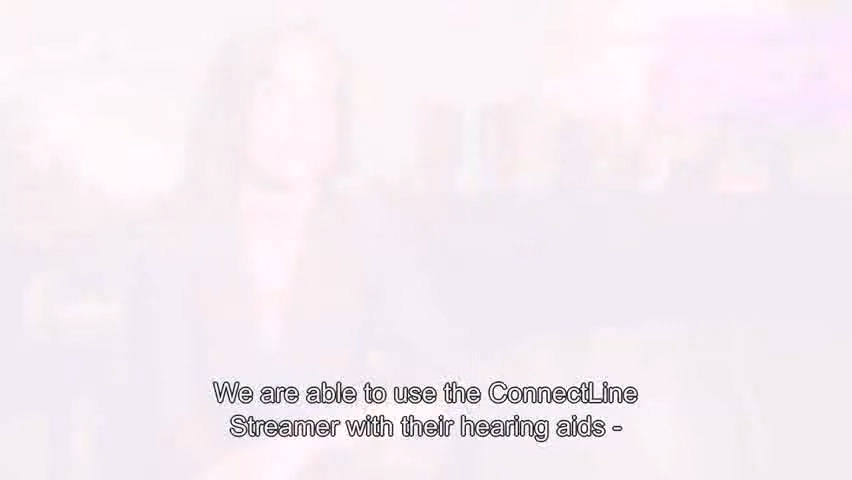 We are able to use the ConnectLine
Streamer with their hearing aids -